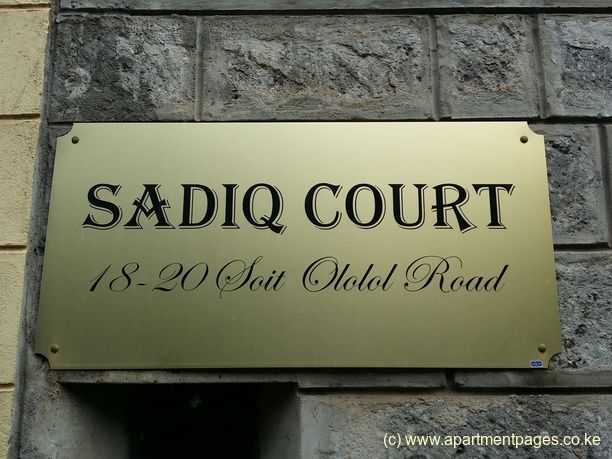 SADIQ COURT
18-20 Soit Ololol Road
(c) www.apartmentpages.co.ke